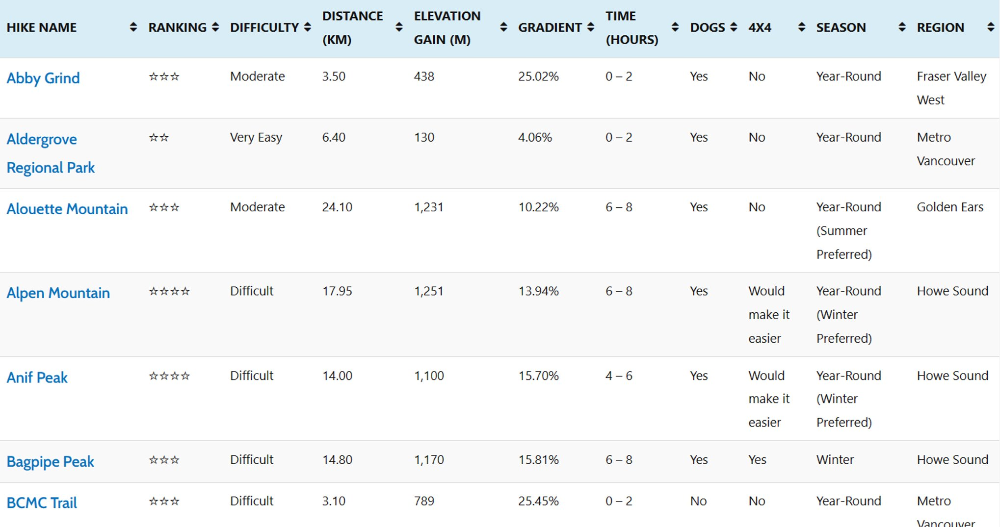 HIKE NAME RANKING DIFFICULTY DISTANCE (KM) ELEVATION GAIN (M) GRADIENT TIME (HOURS) DOGS 4X4 SEASON REGION
Abby Grind ☆☆☆ Moderate 3.50 438 25.02% 0 – 2 Yes No Year-Round Fraser Valley West
Aldergrove Regional Park ☆☆ Very Easy 6.40 130 4.06% 0 – 2 Yes No Year-Round Metro Vancouver
Alouette Mountain ☆☆☆ Moderate 24.10 1,231 10.22% 6 – 8 Yes No Year-Round (Summer Preferred) Golden Ears
Alpen Mountain ☆☆☆☆ Difficult 17.95 1,251 13.94% 6 – 8 Yes Would make it easier Year-Round (Winter Preferred) Howe Sound
Anif Peak ☆☆☆☆ Difficult 14.00 1,100 15.70% 4 – 6 Yes Would make it easier Year-Round (Winter Preferred) Howe Sound
Bagpipe Peak ☆☆☆ Difficult 14.80 1,170 15.81% 6 – 8 Yes Yes Winter Howe Sound
BCMC Trail ☆☆☆ Difficult 3.10 789 25.45% 0 – 2 No No Year-Round Metro Vancouver